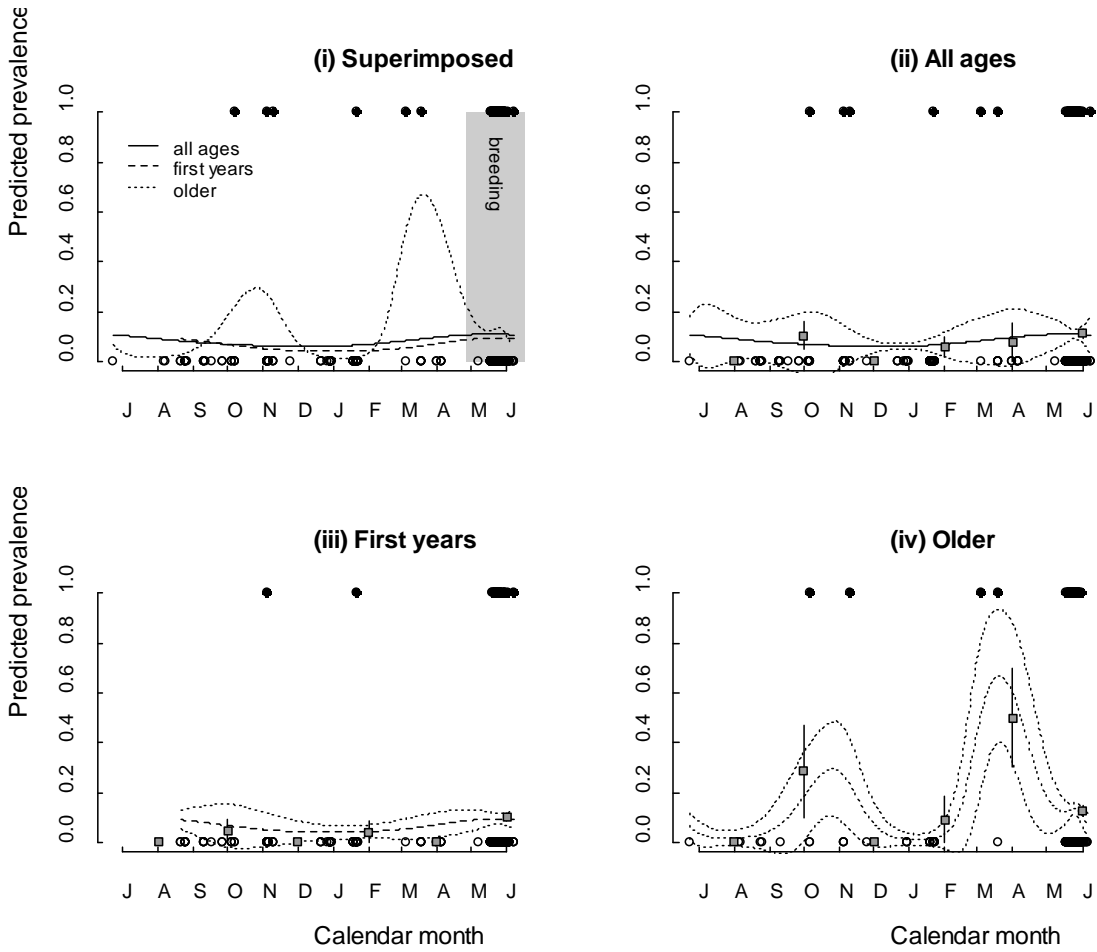 (i) Superimposed
Predicted prevalence
0.0 0.2 0.4 0.6 0.8 1.0
all ages
first years
older
breeding
J A S O N D J F M A M J
(ii) All ages
0.0 0.2 0.4 0.6 0.8 1.0
J A S O N D J F M A M J
(iii) First years
Predicted prevalence
0.0 0.2 0.4 0.6 0.8 1.0
J A S O N D J F M A M J
Calendar month
(iv) Older
0.0 0.2 0.4 0.6 0.8 1.0
J A S O N D J F M A M J
Calendar month